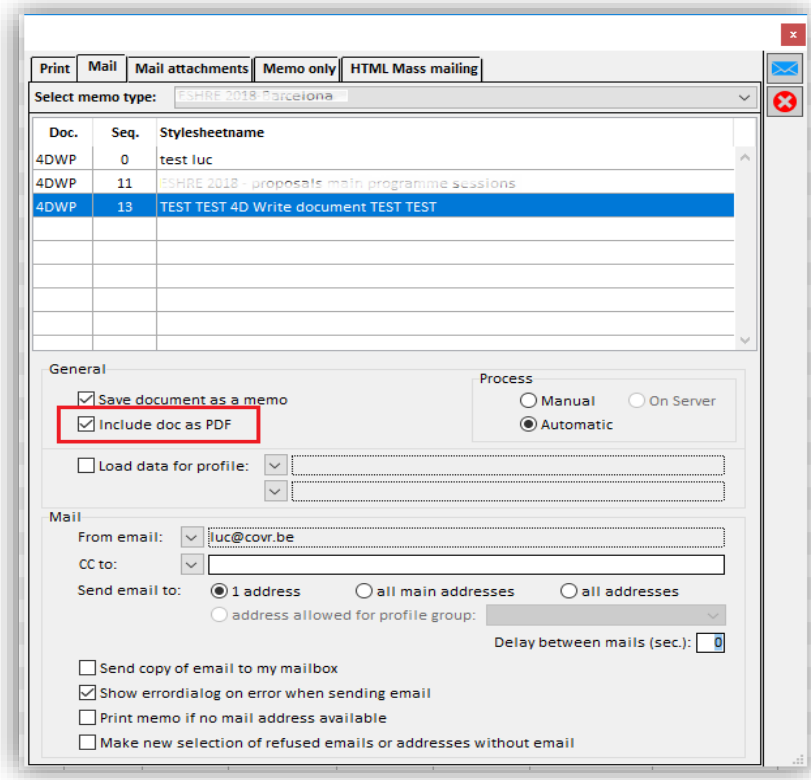 x
Print Mail Mail attachments Memo only HTML Mass mailing
Select memo type: ESHRE 2018-Barcelona
Doc. Seq. Stylesheetname
4DWP 0 test luc
4DWP 11 ESHRE 2018 - proposals main programme sessions
4DWP 13 TEST TEST 4D Write document TEST TEST
General
Process
Save document as a memo
Manual On Server
Include doc as PDF
Automatic
Load data for profile:
Mail
From email: luc@covr.be
CC to:
Send email to: 1 address all main addresses all addresses
address allowed for profile group:
Delay between mails (sec.): 0
Send copy of email to my mailbox
Show errordialog on error when sending email
Print memo if no mail address available
Make new selection of refused emails or addresses without email